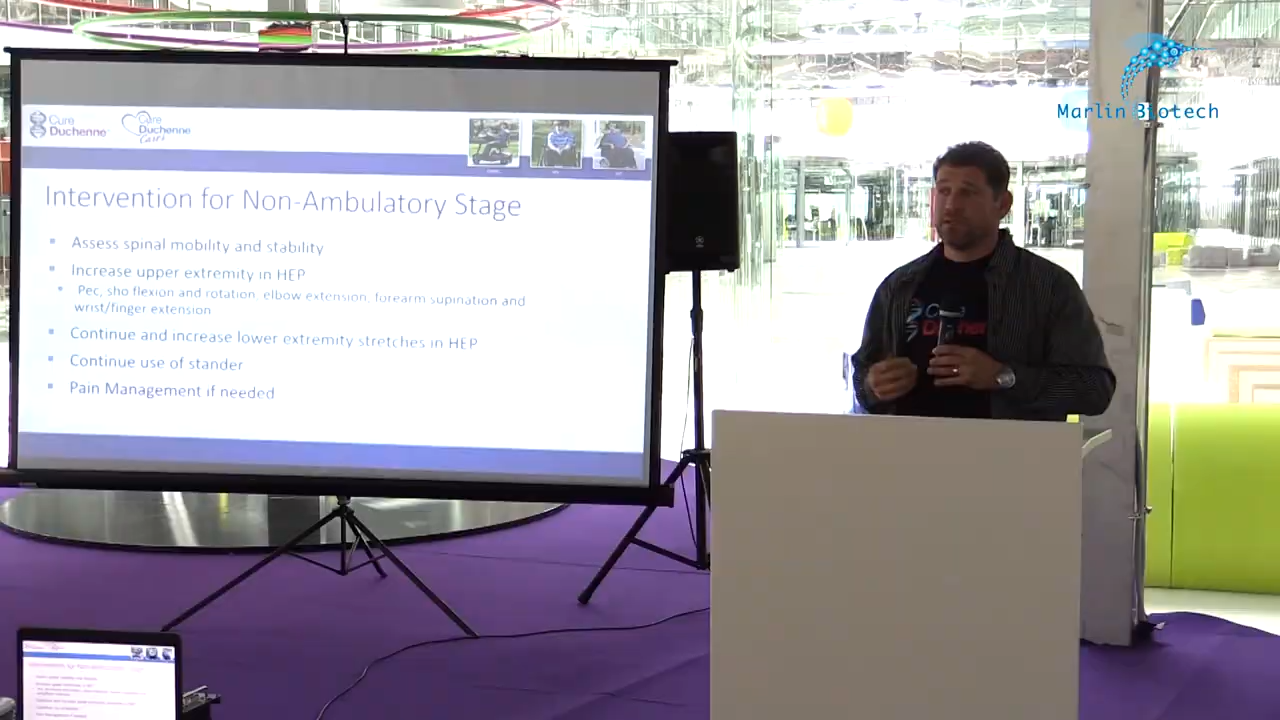 Marlin Biotech
Cure
Duchenne
Cure
Duchenne
Cares
Intervention for Non-Ambulatory Stage
Assess spinal mobility and stability
Increase upper extremity in HEP
Pec, sho flexion and rotation, elbow extension, forearm supination and
wrist/finger extension
Continue and increase lower extremity stretches in HEP
Continue use of stander
Pain Management if needed